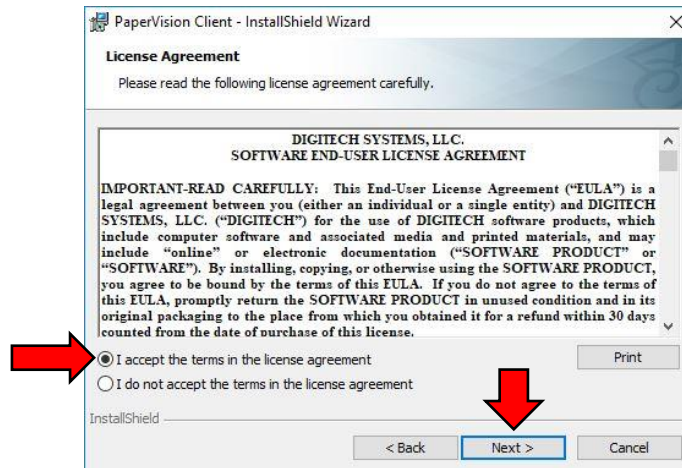 PaperVision Client - InstallShield Wizard
License Agreement
Please read the following license agreement carefully.
DIGITECH SYSTEMS, LLC.
SOFTWARE END-USER LICENSE AGREEMENT
IMPORTANT-READ CAREFULLY: This End-User License Agreement (“EULA”) is a
legal agreement between you (either an individual or a single entity) and DIGITECH
SYSTEMS, LLC. (“DIGITECH”) for the use of DIGITECH software products, which
include computer software and associated media and printed materials, and may
include “online” or electronic documentation (“SOFTWARE PRODUCT” or
“SOFTWARE”). By installing, copying, or otherwise using the SOFTWARE PRODUCT,
you agree to be bound by the terms of this EULA. If you do not agree to the terms of
this EULA, promptly return the SOFTWARE PRODUCT in unused condition and in its
original packaging to the place from which you obtained it for a refund within 30 days
counted from the date of purchase of this license.
I accept the terms in the license agreement
Print
I do not accept the terms in the license agreement
InstallShield
< Back
Next >
Cancel